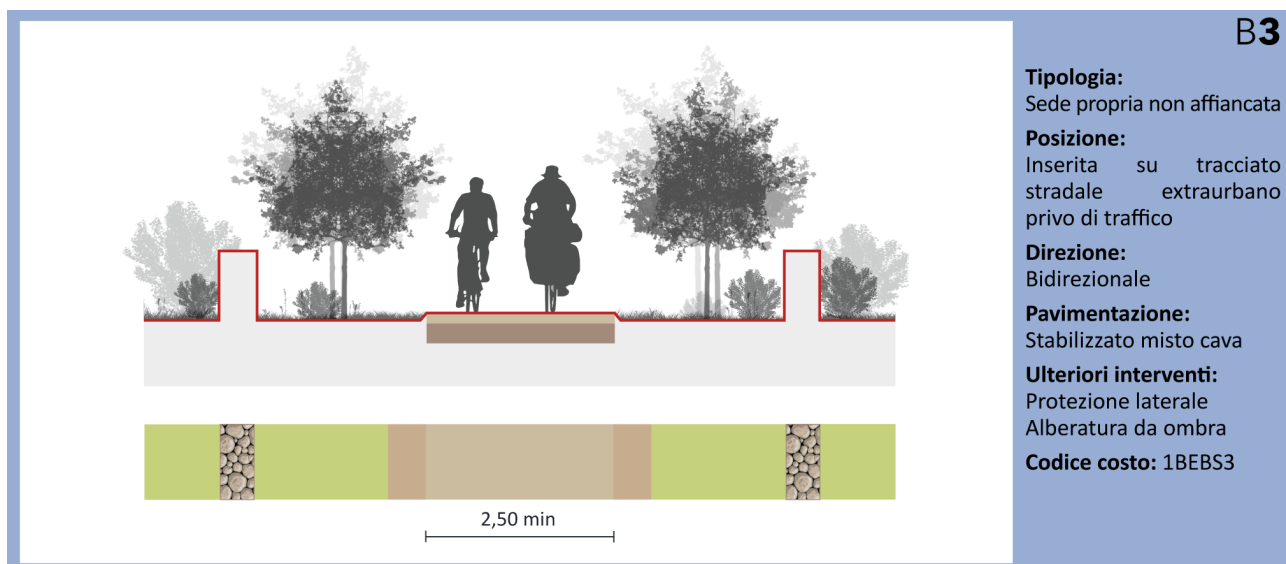 B3
Tipologia:
Sede propria non affiancata
Posizione:
Inserita su tracciato
stradale extraurbano
privo di traffico
Direzione:
Bidirezionale
Pavimentazione:
Stabilizzato misto cava
Ulteriori interventi:
Protezione laterale
Alberatura da ombra
Codice costo: 1BEBS3
2,50 min